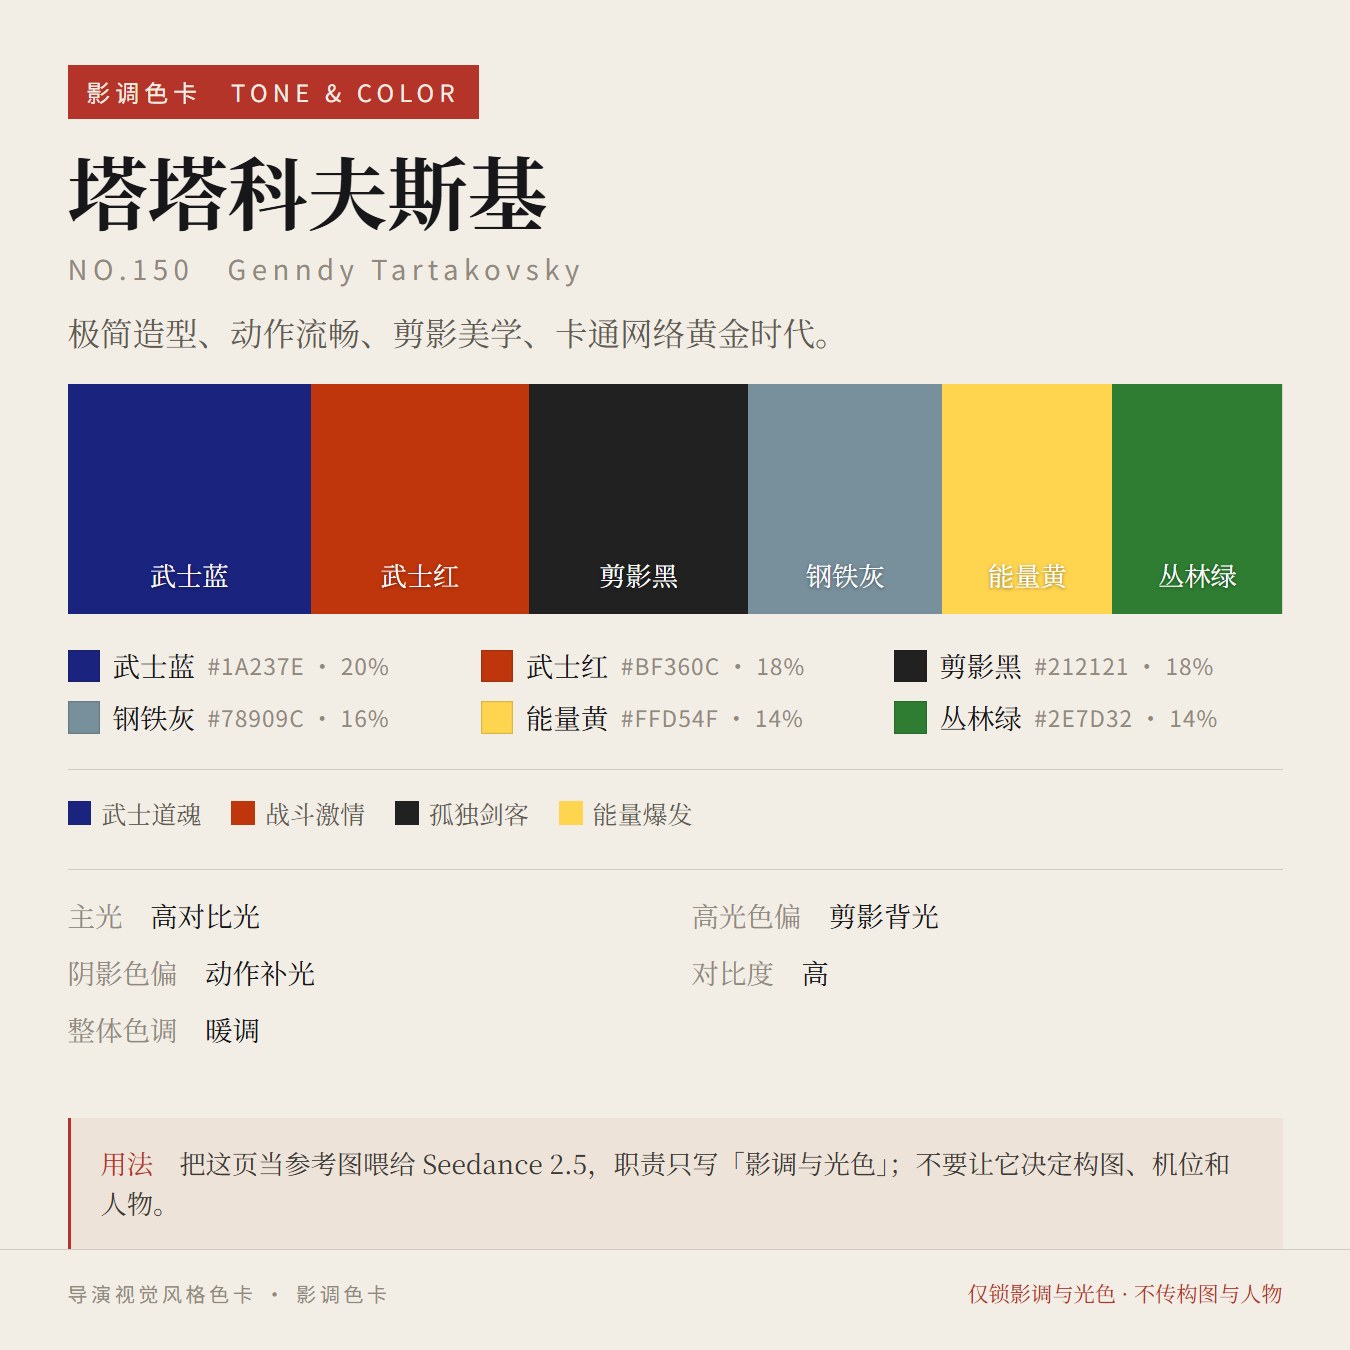 影调色卡 TONE & COLOR
塔塔科夫斯基
NO.150 Genndy Tartakovsky
极简造型、动作流畅、剪影美学、卡通网络黄金时代。
武士蓝 武士红 剪影黑 钢铁灰 能量黄 丛林绿
武士蓝 #1A237E • 20% 武士红 #BF360C • 18% 剪影黑 #212121 • 18%
钢铁灰 #78909C • 16% 能量黄 #FFD54F • 14% 丛林绿 #2E7D32 • 14%
武士道魂 战斗激情 孤独剑客 能量爆发
主光 高对比光 高光色偏 剪影背光
阴影色偏 动作补光 对比度 高
整体色调 暖调
用法 把这页当参考图喂给 Seedance 2.5，职责只写「影调与光色」；不要让它决定构图、机位和
人物。
导演视觉风格色卡 • 影调色卡 仅锁影调与光色 · 不传构图与人物